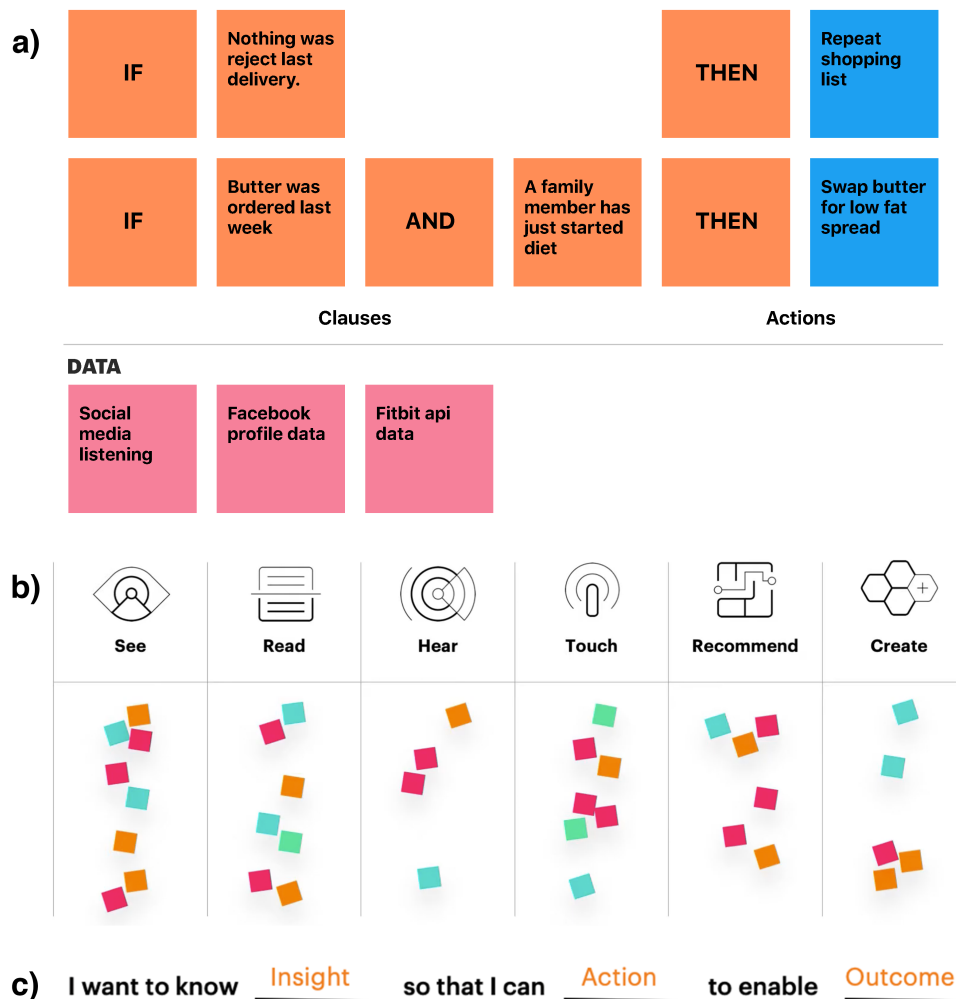 a)
IF
Nothing was
reject last
delivery.
THEN
Repeat
shopping
list
IF
Butter was
ordered last
week
AND
A family
member has
just started
diet
THEN
Swap butter
for low fat
spread
Clauses
Actions
DATA
Social
media
listening
Facebook
profile data
Fitbit api
data
b)
See
Read
Hear
Touch
Recommend
Create
c) I want to know Insight so that I can Action to enable Outcome